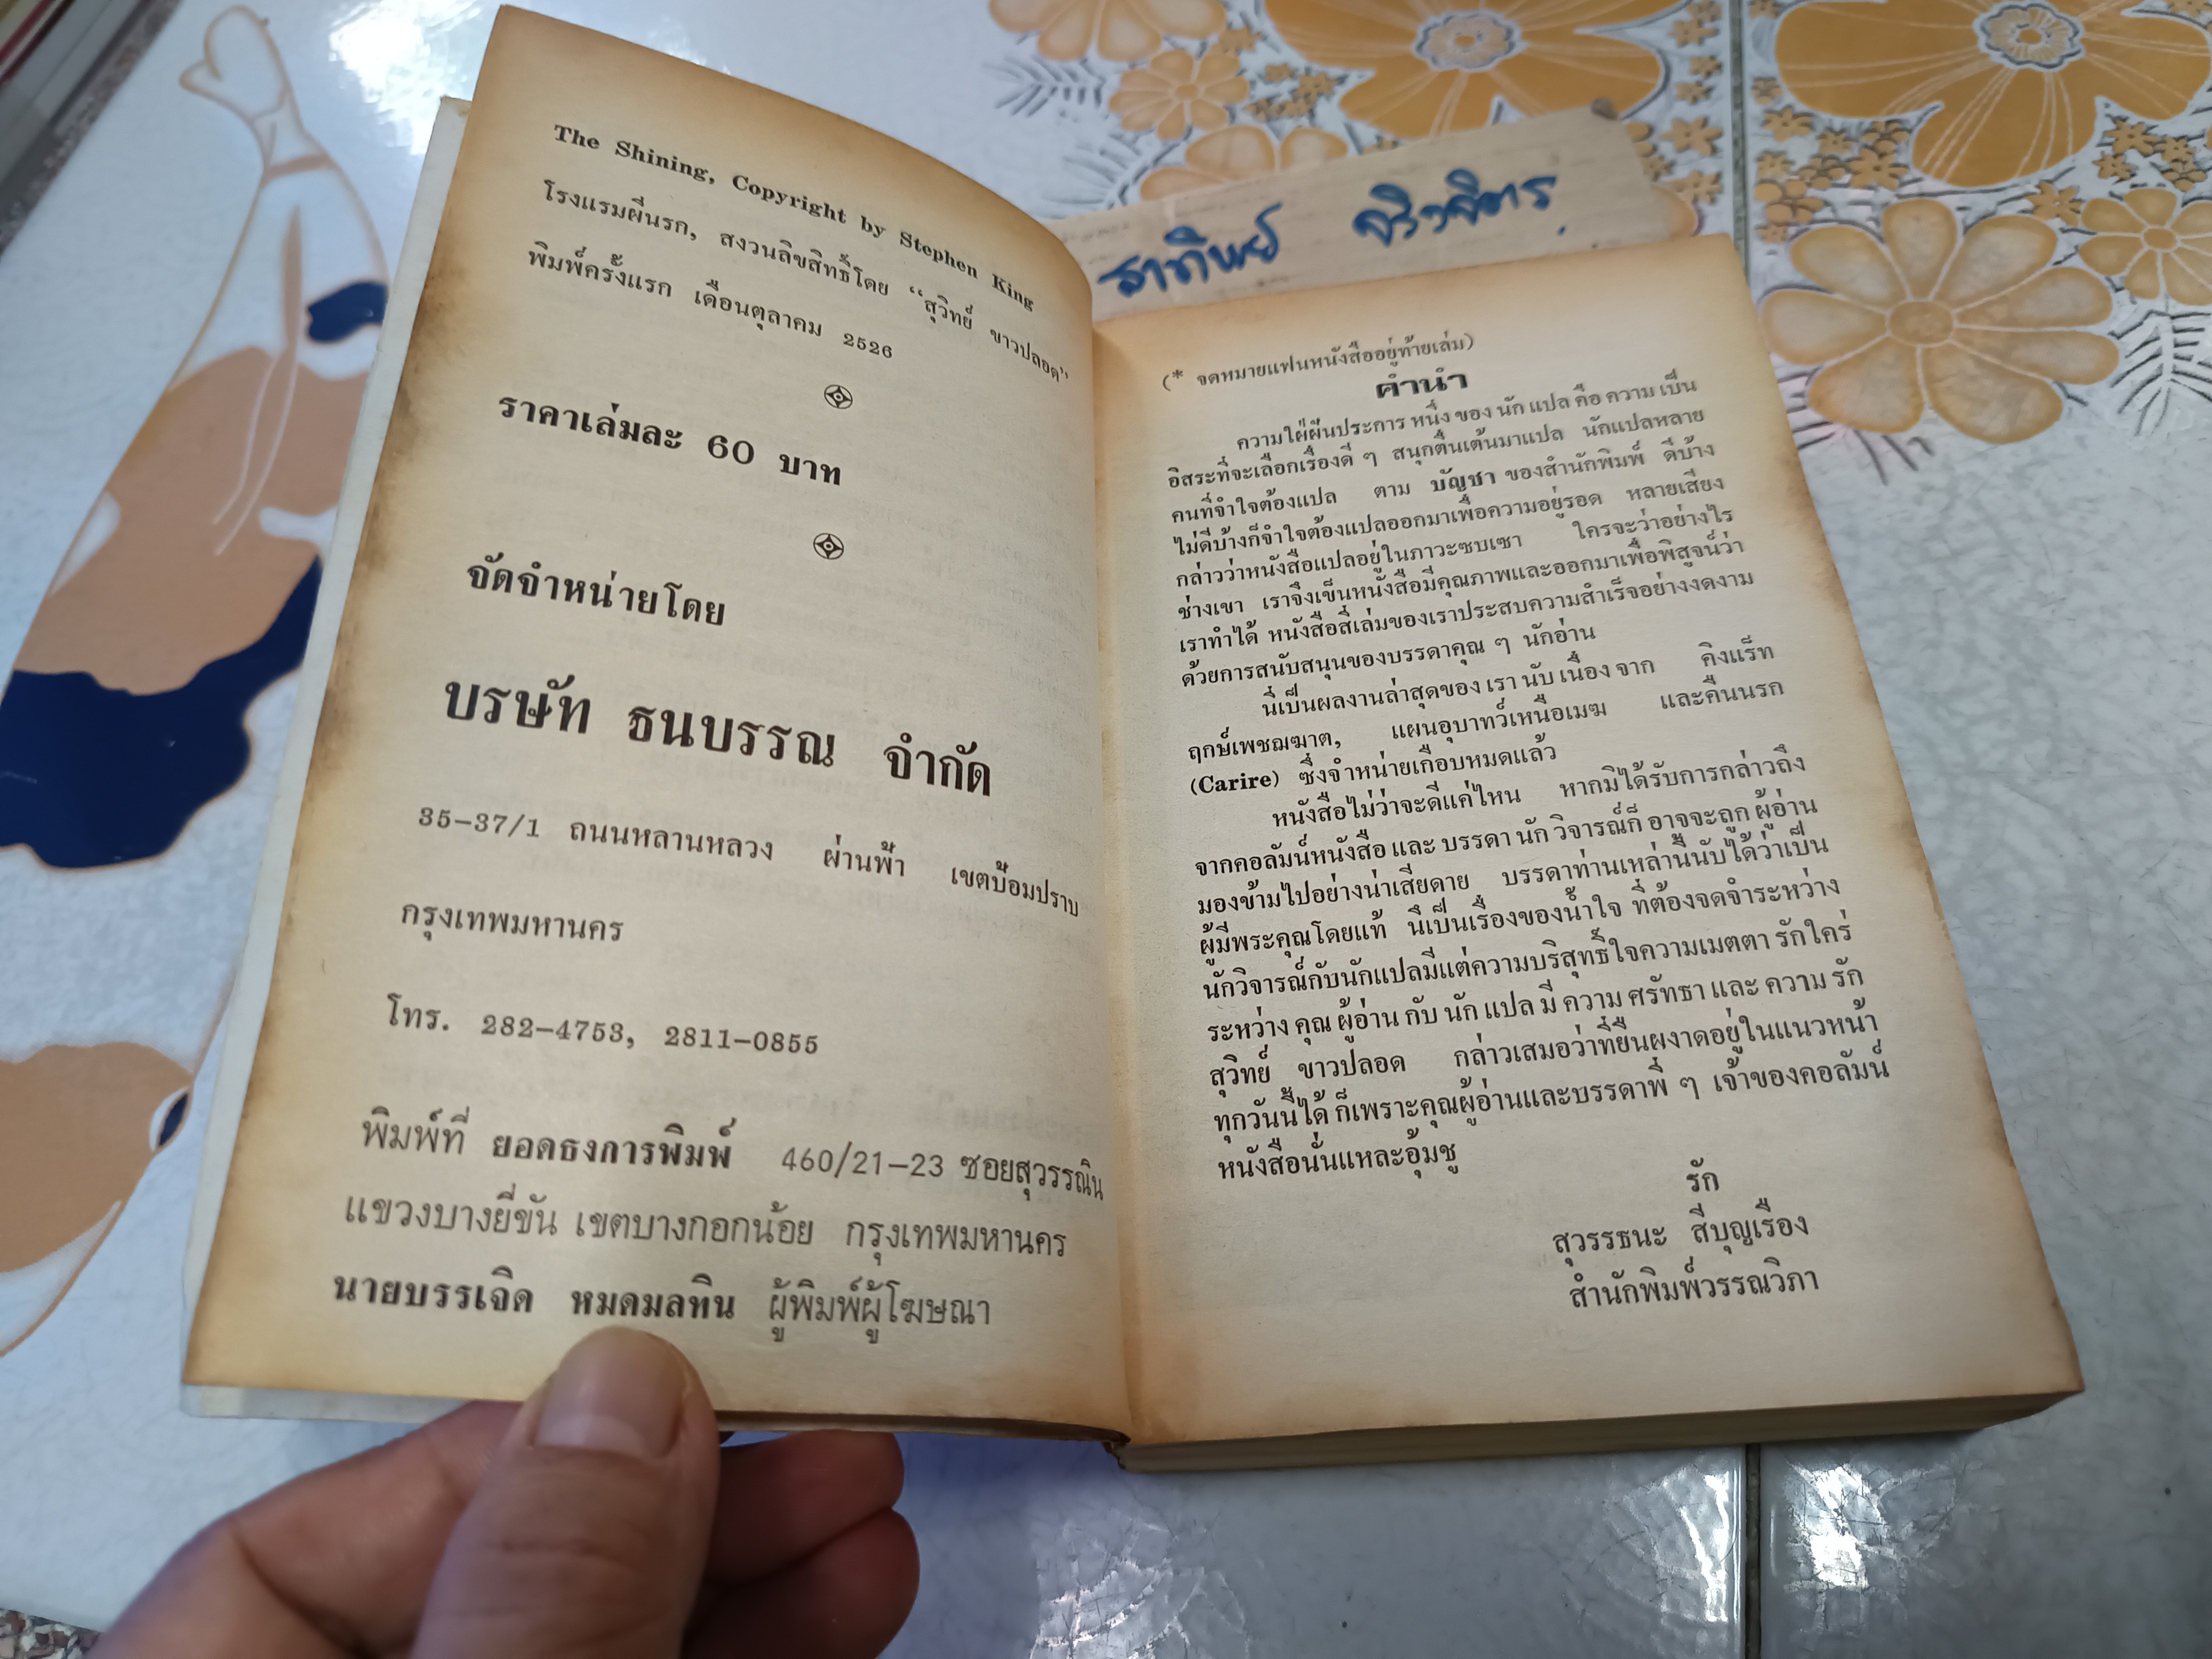 The Shining, Copyright by Stephen King
โรงแรมผีนรก, สงวนลิขสิทธิ์โดย “สุวิทย์ ขาวปลอด”
พิมพ์ครั้งแรก เดือนตุลาคม 2526
ราคาเล่มละ 60 บาท
จัดจำหน่ายโดย
บรษัท ธนบรรณ จำกัด
35–37/1 ถนนหลานหลวง ผ่านฟ้า เขตป้อมปราบ
กรุงเทพมหานคร
โทร. 282–4753, 2811–0855
พิมพ์ที่ ยอดธงการพิมพ์ 460/21–23 ซอยสุวรรณิน
แขวงบางยี่ขัน เขตบางกอกน้อย กรุงเทพมหานคร
นายบรรเจิด หมดมลทิน ผู้พิมพ์ผู้โฆษณา
(* จดหมายแฟนหนังสืออยู่ท้ายเล่ม)
คำนำ
ความใฝ่ฝันประการ หนึ่ง ของ นัก แปล คือ ความ เป็น
อิสระที่จะเลือกเรื่องดี ๆ สนุกตื่นเต้นมาแปล นักแปลหลาย
คนที่จำใจต้องแปล ตาม บัญชา ของสำนักพิมพ์ ดีบ้าง
ไม่ดีบ้างก็จำใจต้องแปลออกมาเพื่อความอยู่รอด หลายเสียง
กล่าวว่าหนังสือแปลอยู่ในภาวะซบเซา ใครจะว่าอย่างไร
ช่างเขา เราจึงเข็นหนังสือมีคุณภาพและออกมาเพื่อพิสูจน์ว่า
เราทำได้ หนังสือสี่เล่มของเราประสบความสำเร็จอย่างงดงาม
ด้วยการสนับสนุนของบรรดาคุณ ๆ นักอ่าน
นี่เป็นผลงานล่าสุดของ เรา นับ เนื่อง จาก คิงแร็ท
ฤกษ์เพชฌฆาต, แผนอุบาทว์เหนือเมฆ และคืนนรก
(Carire) ซึ่งจำหน่ายเกือบหมดแล้ว
หนังสือไม่ว่าจะดีแค่ไหน หากมิได้รับการกล่าวถึง
จากคอลัมน์หนังสือ และ บรรดา นัก วิจารณ์ก็ อาจจะถูก ผู้อ่าน
มองข้ามไปอย่างน่าเสียดาย บรรดาท่านเหล่านี้นับได้ว่าเป็น
ผู้มีพระคุณโดยแท้ นี่เป็นเรื่องของน้ำใจ ที่ต้องจดจำระหว่าง
นักวิจารณ์กับนักแปลมีแต่ความบริสุทธิ์ใจความเมตตา รักใคร่
ระหว่าง คุณ ผู้อ่าน กับ นัก แปล มี ความ ศรัทธา และ ความ รัก
สุวิทย์ ขาวปลอด กล่าวเสมอว่าที่ยืนผงาดอยู่ในแนวหน้า
ทุกวันนี้ได้ ก็เพราะคุณผู้อ่านและบรรดาพี่ ๆ เจ้าของคอลัมน์
หนังสือนั่นแหละอุ้มชู
รัก
สุวรรธนะ สีบุญเรือง
สำนักพิมพ์วรรณวิภา